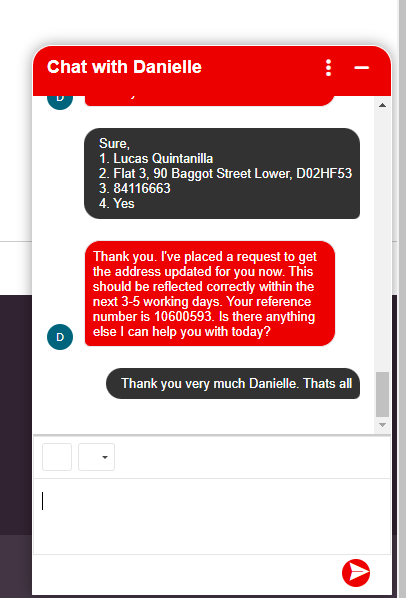 Chat with Danielle
D
Sure,
1. Lucas Quintanilla
2. Flat 3, 90 Baggot Street Lower, D02HF53
3. 84116663
4. Yes
Thank you. I've placed a request to get
the address updated for you now. This
should be reflected correctly within the
next 3-5 working days. Your reference
number is 10600593. Is there anything
else I can help you with today?
D
Thank you very much Danielle. Thats all